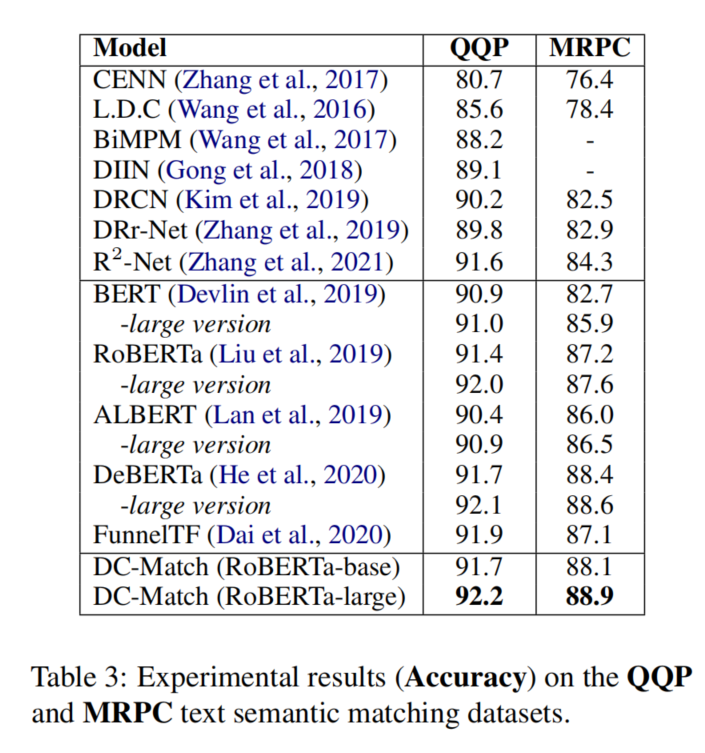 Model QQP MRPC
CENN (Zhang et al., 2017) 80.7 76.4
L.D.C (Wang et al., 2016) 85.6 78.4
BiMPM (Wang et al., 2017) 88.2 -
DIIN (Gong et al., 2018) 89.1 -
DRCN (Kim et al., 2019) 90.2 82.5
DRr-Net (Zhang et al., 2019) 89.8 82.9
R²-Net (Zhang et al., 2021) 91.6 84.3
BERT (Devlin et al., 2019) 90.9 82.7
-large version 91.0 85.9
RoBERTa (Liu et al., 2019) 91.4 87.2
-large version 92.0 87.6
ALBERT (Lan et al., 2019) 90.4 86.0
-large version 90.9 86.5
DeBERTa (He et al., 2020) 91.7 88.4
-large version 92.1 88.6
FunnelTF (Dai et al., 2020) 91.9 87.1
DC-Match (RoBERTa-base) 91.7 88.1
DC-Match (RoBERTa-large) 92.2 88.9
Table 3: Experimental results (Accuracy) on the QQP
and MRPC text semantic matching datasets.